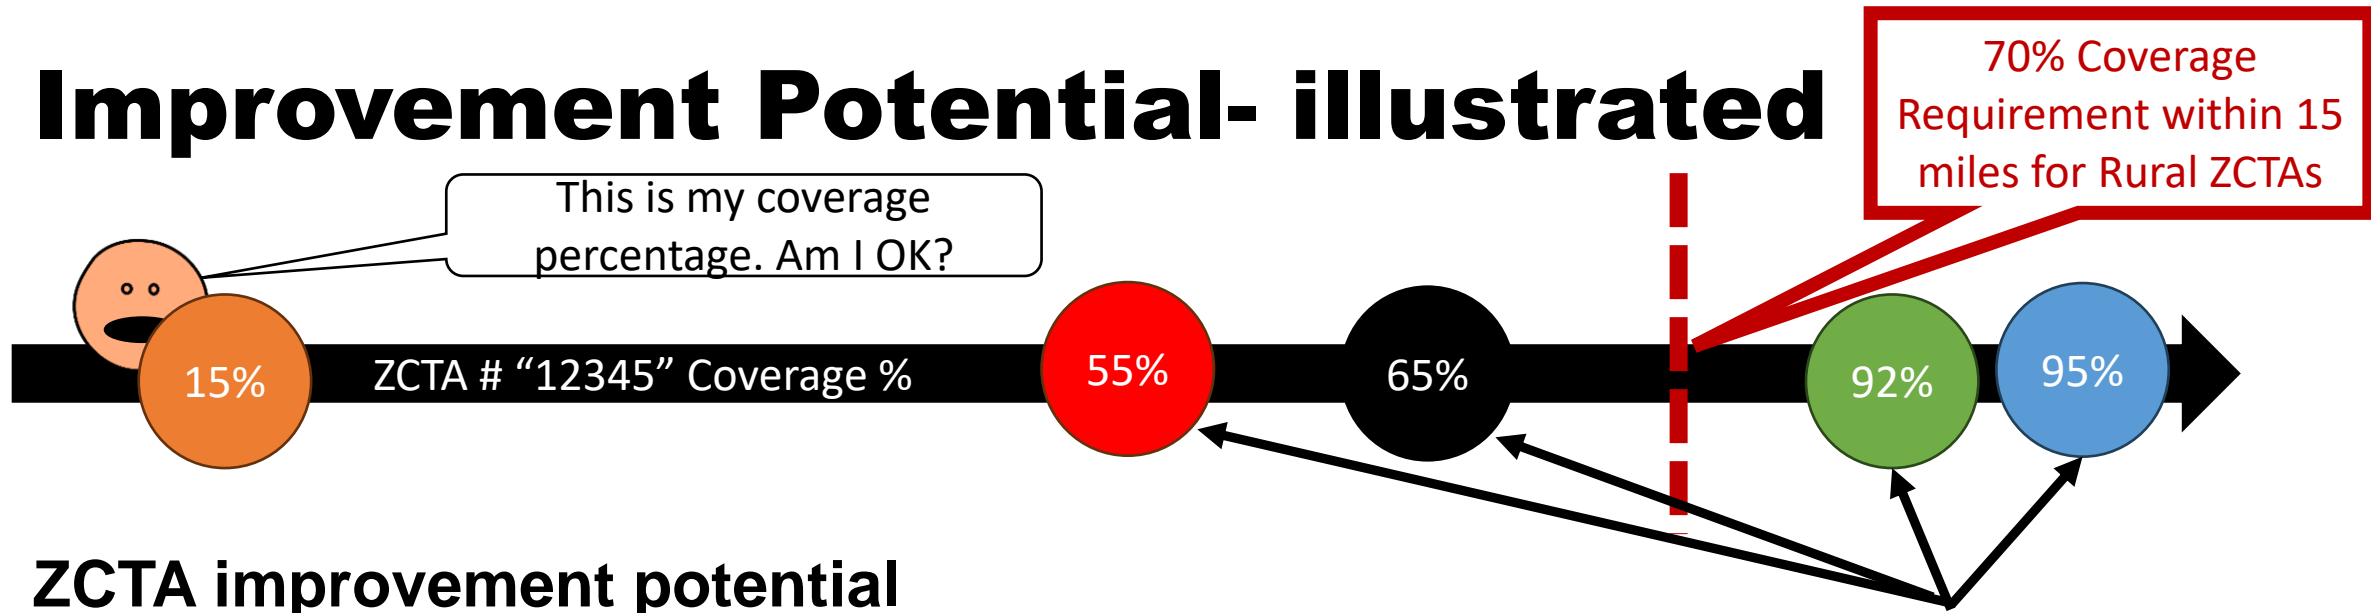 Improvement Potential- illustrated
70% Coverage
Requirement within 15
miles for Rural ZCTAs
This is my coverage
percentage. Am I OK?
15%
ZCTA # “12345” Coverage %
55%
65%
92%
95%
ZCTA improvement potential